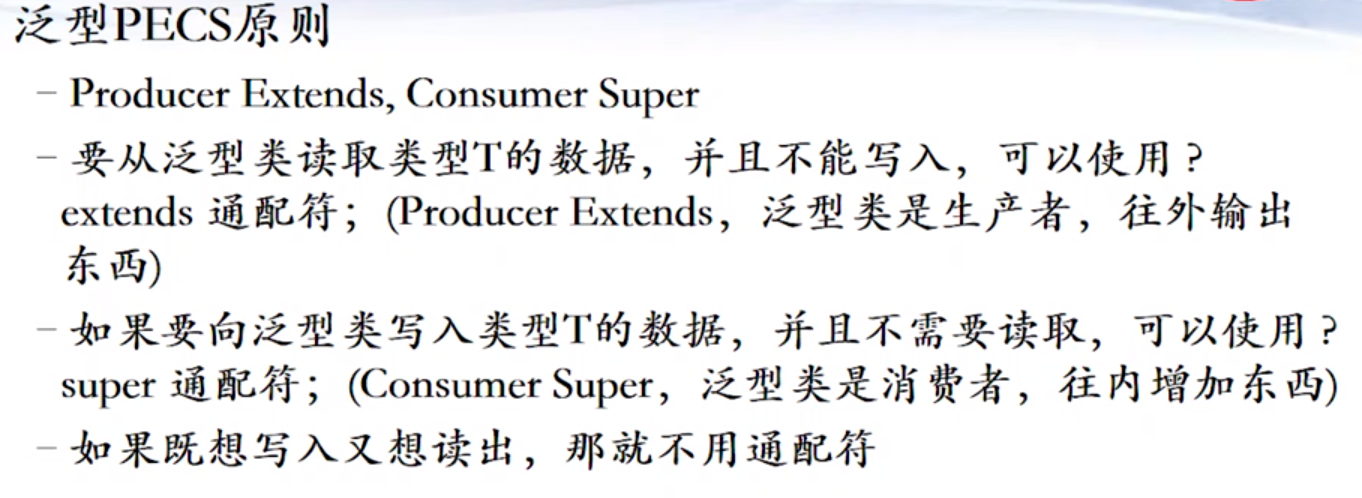 泛型PECS原则
– Producer Extends, Consumer Super
– 要从泛型类读取类型T的数据，并且不能写入，可以使用？
extends 通配符；(Producer Extends，泛型类是生产者，往外输出
东西)
– 如果要向泛型类写入类型T的数据，并且不需要读取，可以使用？
super 通配符；(Consumer Super，泛型类是消费者，往内增加东西)
– 如果既想写入又想读出，那就不用通配符